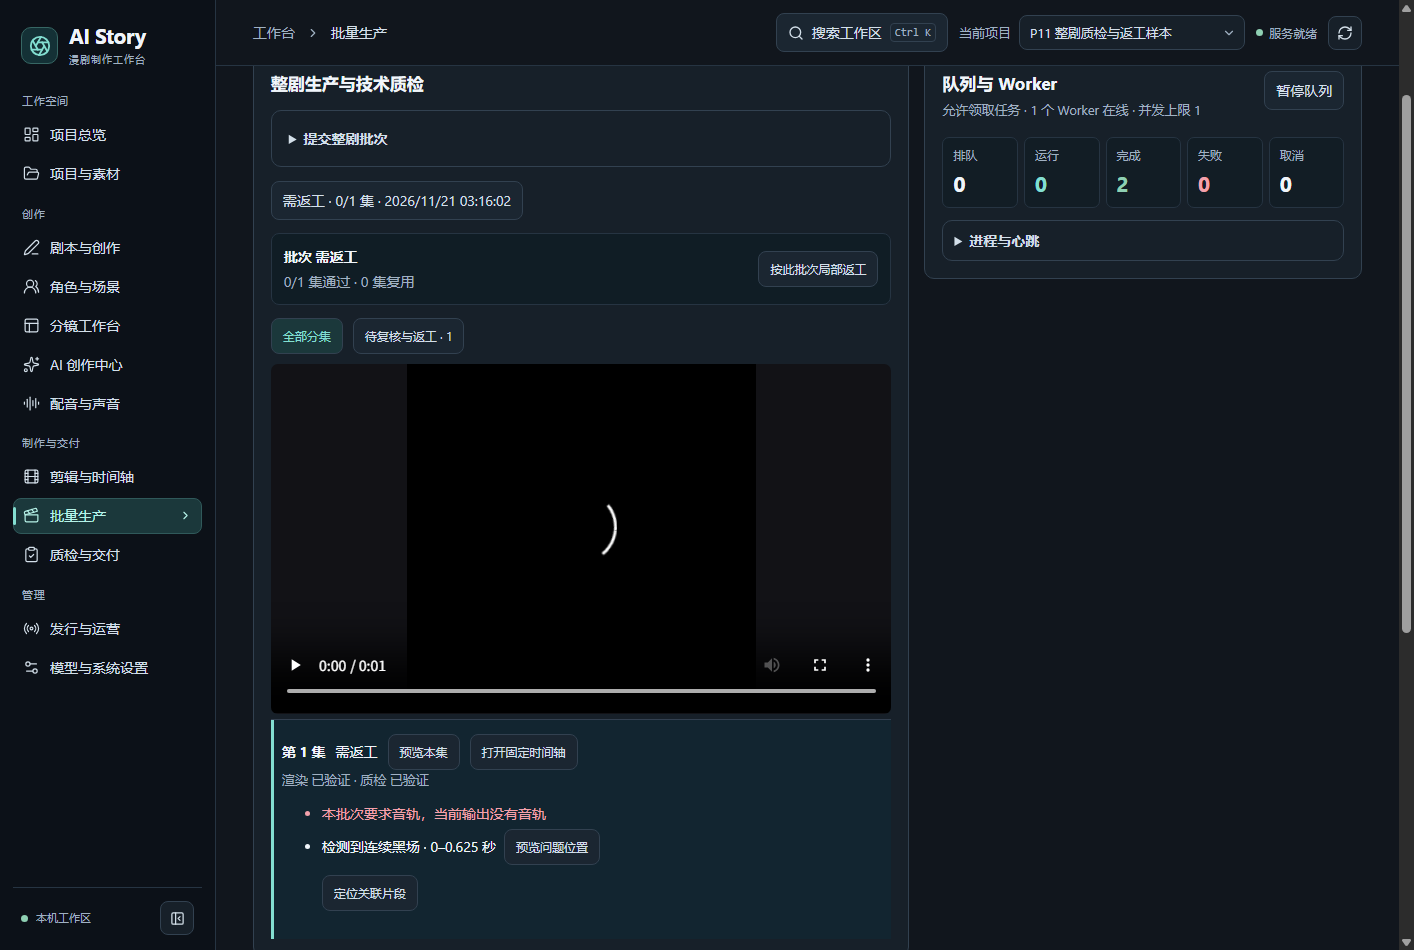 AI Story
漫剧制作工作台
工作空间
项目总览
项目与素材
创作
剧本与创作
角色与场景
分镜工作台
AI 创作中心
配音与声音
制作与交付
剪辑与时间轴
批量生产
质检与交付
管理
发行与运营
模型与系统设置
本机工作区
工作台
批量生产
搜索工作区 Ctrl K
当前项目
P11 整剧质检与返工样本
服务就绪
整剧生产与技术质检
提交整剧批次
需返工 · 0/1 集 · 2026/11/21 03:16:02
批次 需返工
0/1 集通过 · 0 集复用
按此批次局部返工
全部分集
待复核与返工 · 1
0:00 / 0:01
第 1 集 需返工 预览本集 打开固定时间轴
渲染 已验证 · 质检 已验证
本批次要求音轨，当前输出没有音轨
检测到连续黑场 · 0–0.625 秒 预览问题位置
定位关联片段
队列与 Worker
允许领取任务 · 1 个 Worker 在线 · 并发上限 1
暂停队列
排队 运行 完成 失败 取消
0 0 2 0 0
进程与心跳